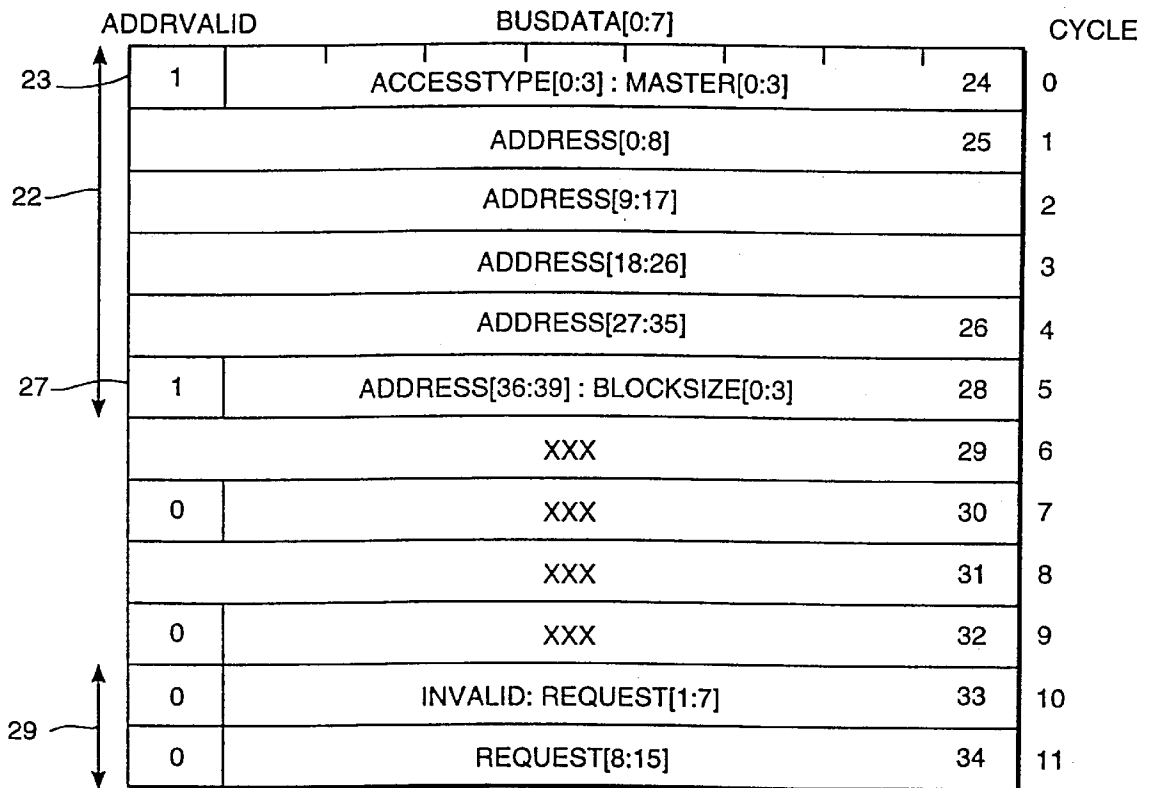 ADDRVALID BUSDATA[0:7] CYCLE
23 1 ACCESSTYPE[0:3] : MASTER[0:3] 24 0
ADDRESS[0:8] 25 1
22 ADDRESS[9:17] 2
ADDRESS[18:26] 3
ADDRESS[27:35] 26 4
27 1 ADDRESS[36:39] : BLOCKSIZE[0:3] 28 5
XXX 29 6
0 XXX 30 7
XXX 31 8
0 XXX 32 9
0 INVALID: REQUEST[1:7] 33 10
29 0 REQUEST[8:15] 34 11